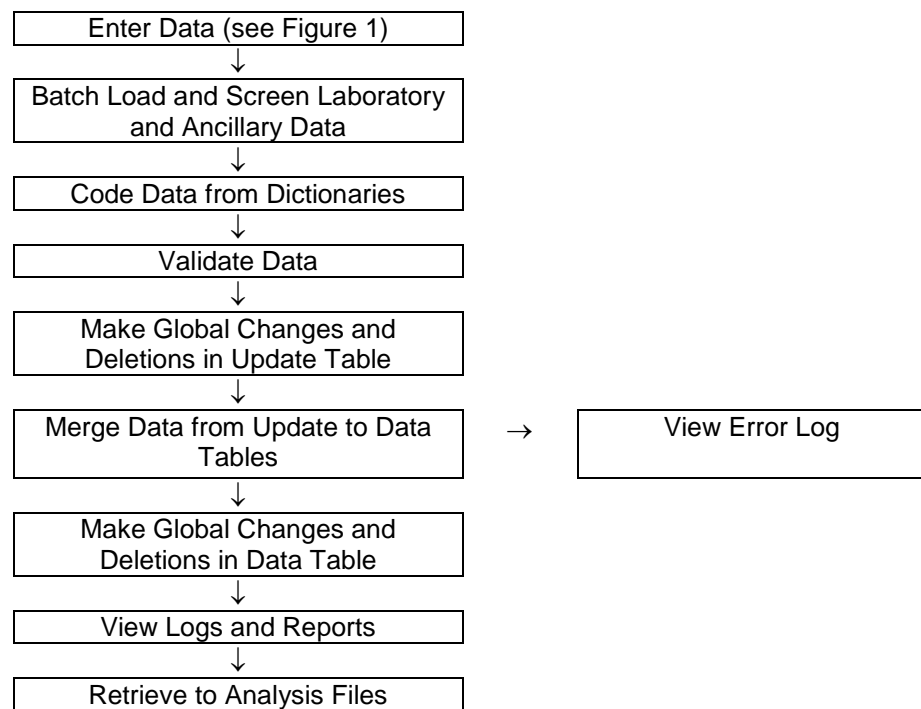 Enter Data (see Figure 1)
↓
Batch Load and Screen Laboratory
and Ancillary Data
↓
Code Data from Dictionaries
↓
Validate Data
↓
Make Global Changes and
Deletions in Update Table
↓
Merge Data from Update to Data
Tables
→
View Error Log
↓
Make Global Changes and
Deletions in Data Table
↓
View Logs and Reports
↓
Retrieve to Analysis Files